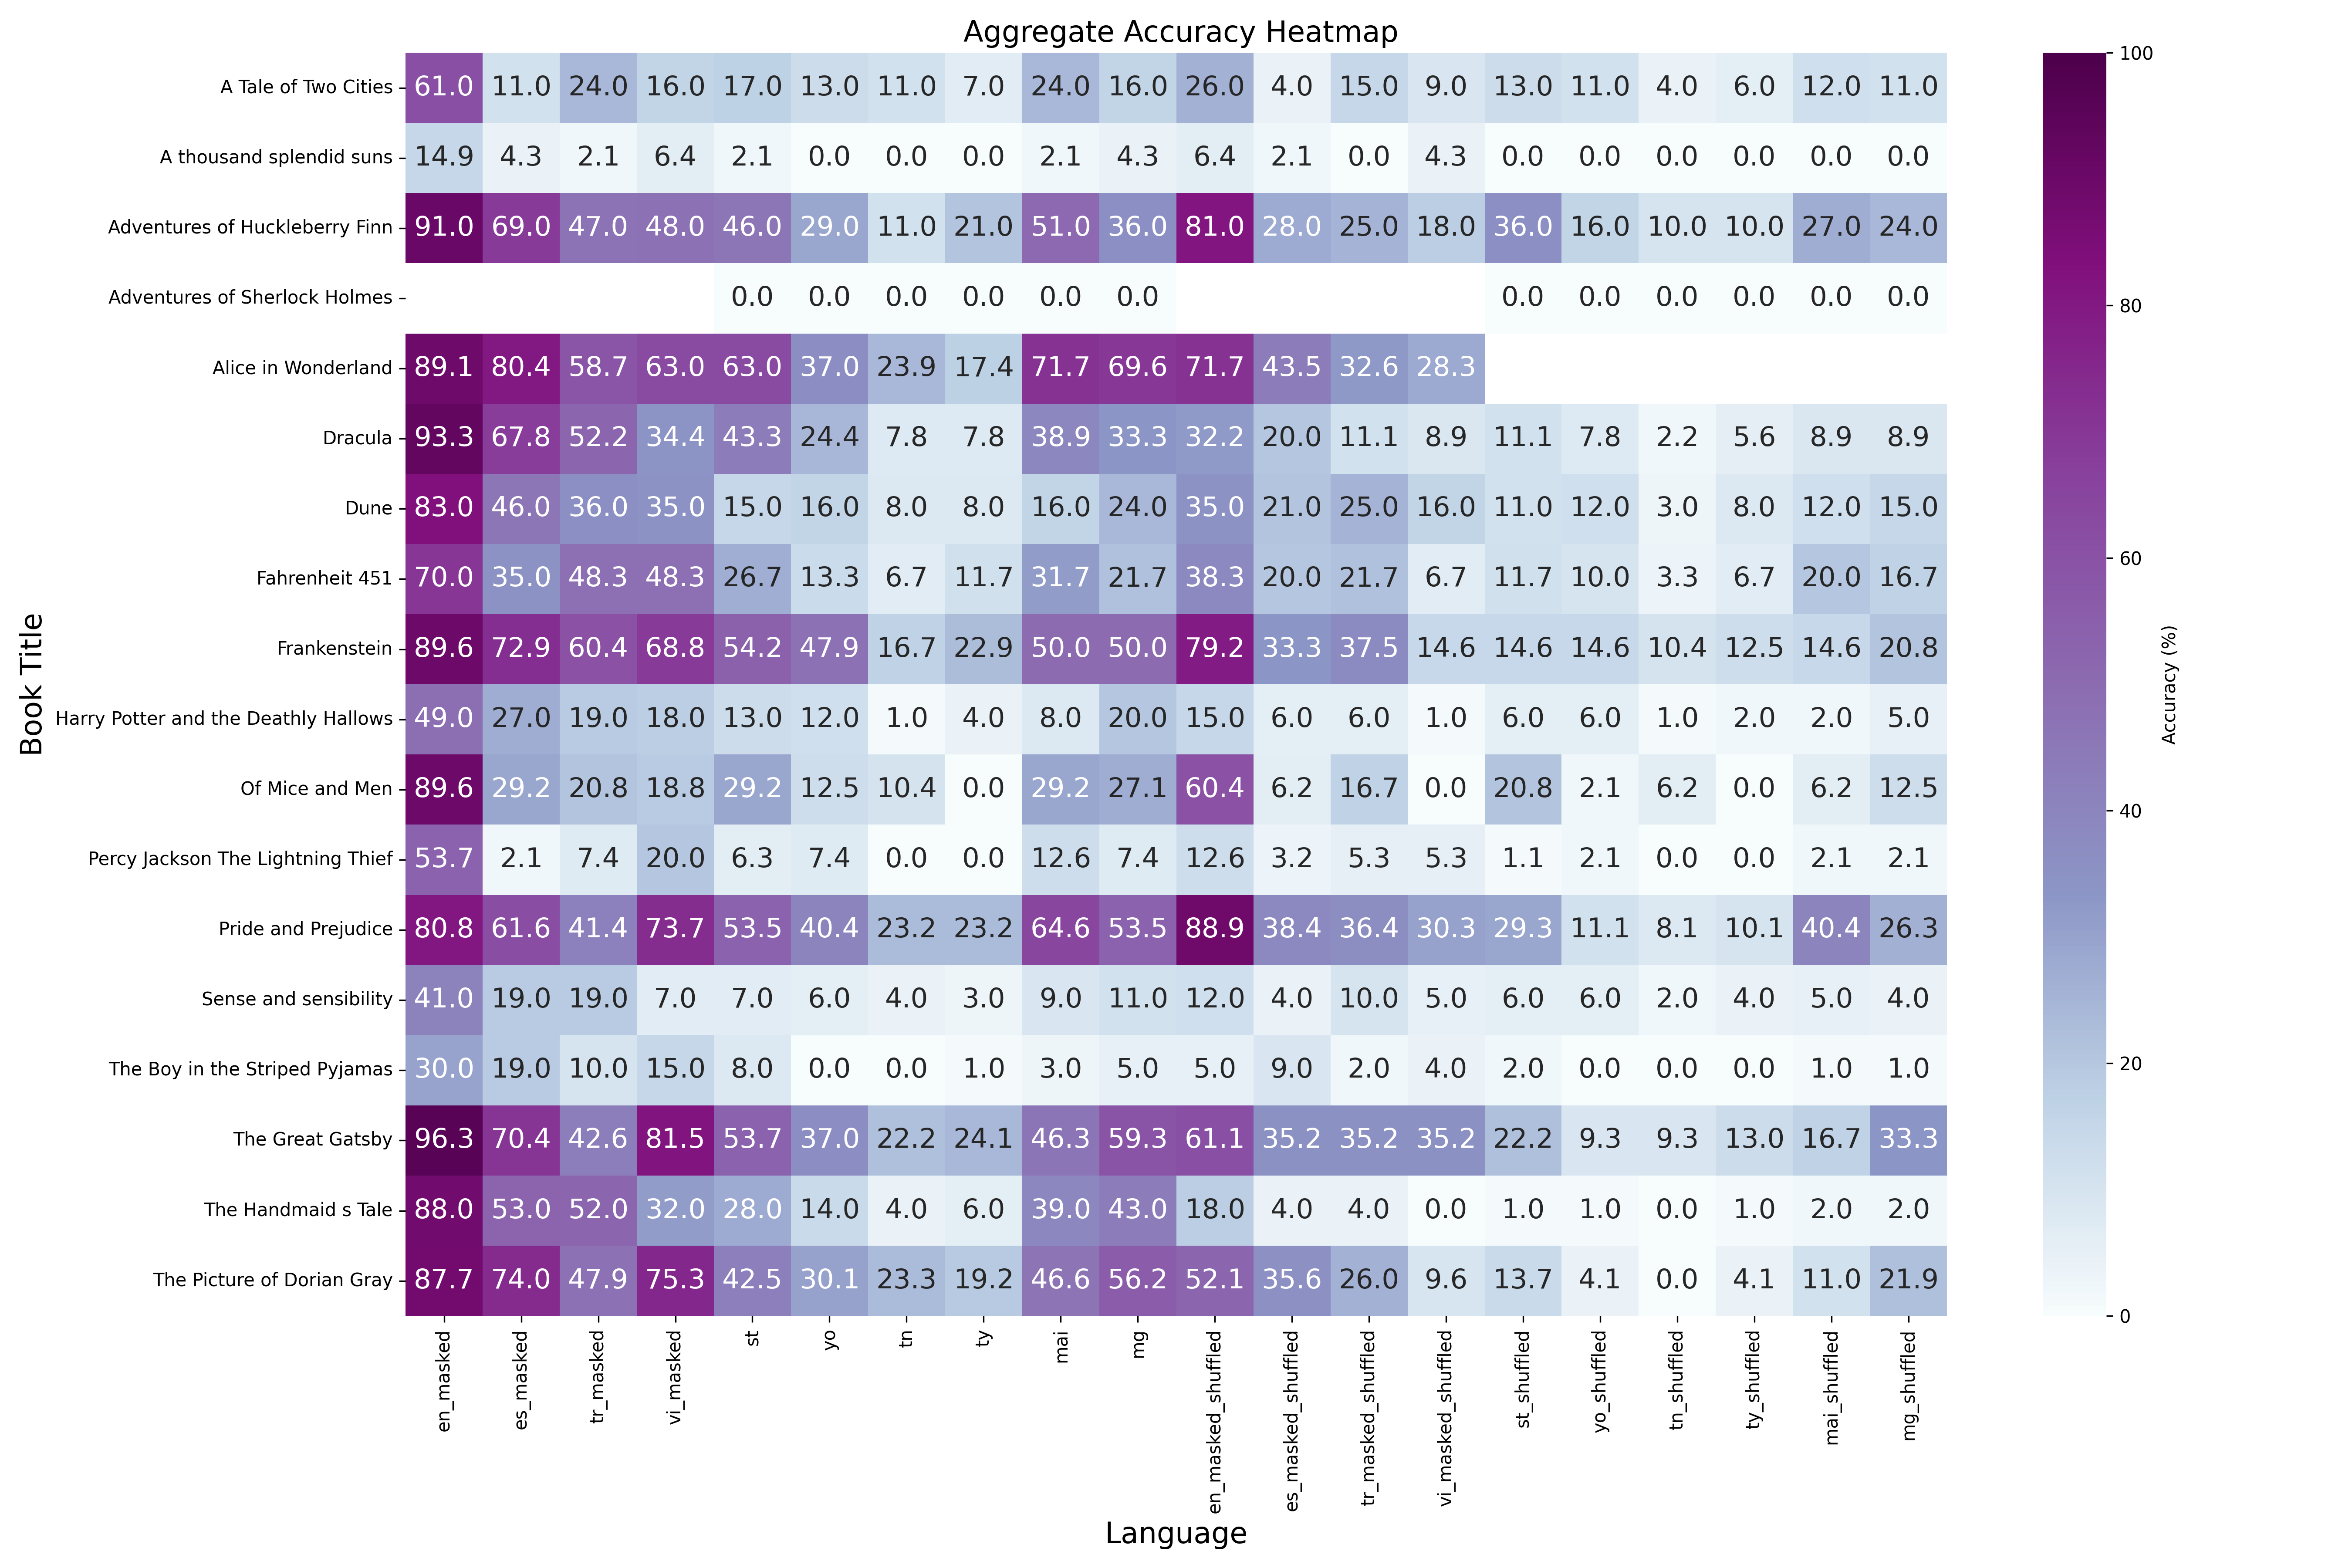 Aggregate Accuracy Heatmap
A Tale of Two Cities 61.0 11.0 24.0 16.0 17.0 13.0 11.0 7.0 24.0 16.0 26.0 4.0 15.0 9.0 13.0 11.0 4.0 6.0 12.0 11.0
A thousand splendid suns 14.9 4.3 2.1 6.4 2.1 0.0 0.0 0.0 2.1 4.3 6.4 2.1 0.0 4.3 0.0 0.0 0.0 0.0 0.0 0.0
Adventures of Huckleberry Finn 91.0 69.0 47.0 48.0 46.0 29.0 11.0 21.0 51.0 36.0 81.0 28.0 25.0 18.0 36.0 16.0 10.0 10.0 27.0 24.0
Adventures of Sherlock Holmes 0.0 0.0 0.0 0.0 0.0 0.0 0.0 0.0 0.0 0.0 0.0 0.0
Alice in Wonderland 89.1 80.4 58.7 63.0 63.0 37.0 23.9 17.4 71.7 69.6 71.7 43.5 32.6 28.3
Dracula 93.3 67.8 52.2 34.4 43.3 24.4 7.8 7.8 38.9 33.3 32.2 20.0 11.1 8.9 11.1 7.8 2.2 5.6 8.9 8.9
Dune 83.0 46.0 36.0 35.0 15.0 16.0 8.0 8.0 16.0 24.0 35.0 21.0 25.0 16.0 11.0 12.0 3.0 8.0 12.0 15.0
Fahrenheit 451 70.0 35.0 48.3 48.3 26.7 13.3 6.7 11.7 31.7 21.7 38.3 20.0 21.7 6.7 11.7 10.0 3.3 6.7 20.0 16.7
Frankenstein 89.6 72.9 60.4 68.8 54.2 47.9 16.7 22.9 50.0 50.0 79.2 33.3 37.5 14.6 14.6 14.6 10.4 12.5 14.6 20.8
Harry Potter and the Deathly Hallows 49.0 27.0 19.0 18.0 13.0 12.0 1.0 4.0 8.0 20.0 15.0 6.0 6.0 1.0 6.0 6.0 1.0 2.0 2.0 5.0
Of Mice and Men 89.6 29.2 20.8 18.8 29.2 12.5 10.4 0.0 29.2 27.1 60.4 6.2 16.7 0.0 20.8 2.1 6.2 0.0 6.2 12.5
Percy Jackson The Lightning Thief 53.7 2.1 7.4 20.0 6.3 7.4 0.0 0.0 12.6 7.4 12.6 3.2 5.3 5.3 1.1 2.1 0.0 0.0 2.1 2.1
Pride and Prejudice 80.8 61.6 41.4 73.7 53.5 40.4 23.2 23.2 64.6 53.5 88.9 38.4 36.4 30.3 29.3 11.1 8.1 10.1 40.4 26.3
Sense and sensibility 41.0 19.0 19.0 7.0 7.0 6.0 4.0 3.0 9.0 11.0 12.0 4.0 10.0 5.0 6.0 6.0 2.0 4.0 5.0 4.0
The Boy in the Striped Pyjamas 30.0 19.0 10.0 15.0 8.0 0.0 0.0 1.0 3.0 5.0 5.0 9.0 2.0 4.0 2.0 0.0 0.0 0.0 1.0 1.0
The Great Gatsby 96.3 70.4 42.6 81.5 53.7 37.0 22.2 24.1 46.3 59.3 61.1 35.2 35.2 35.2 22.2 9.3 9.3 13.0 16.7 33.3
The Handmaid s Tale 88.0 53.0 52.0 32.0 28.0 14.0 4.0 6.0 39.0 43.0 18.0 4.0 4.0 0.0 1.0 1.0 0.0 1.0 2.0 2.0
The Picture of Dorian Gray 87.7 74.0 47.9 75.3 42.5 30.1 23.3 19.2 46.6 56.2 52.1 35.6 26.0 9.6 13.7 4.1 0.0 4.1 11.0 21.9
en_masked es_masked tr_masked vi_masked st yo tn ty mai mg en_masked_shuffled es_masked_shuffled tr_masked_shuffled vi_masked_shuffled st_shuffled yo_shuffled tn_shuffled ty_shuffled mai_shuffled mg_shuffled
Language
Book Title
100
80
60
40
20
0
Accuracy (%)